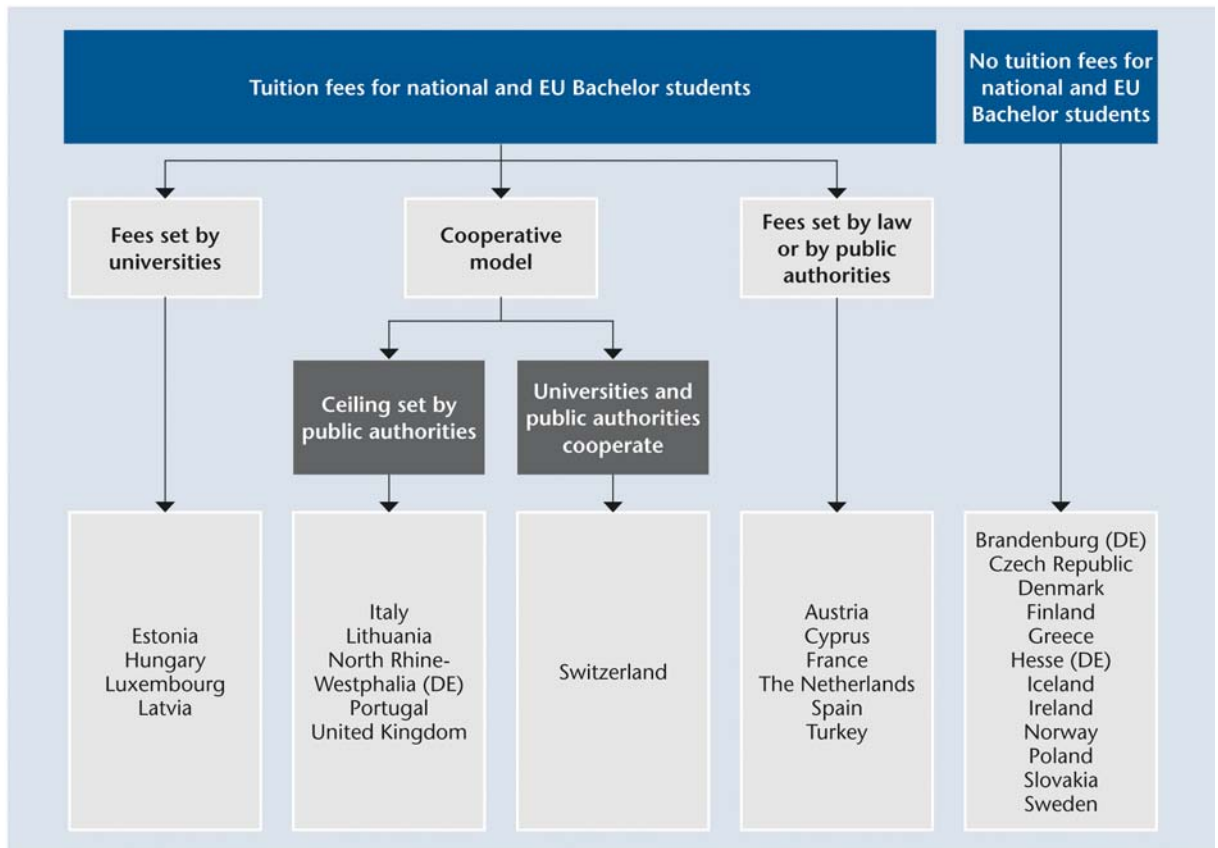 Tuition fees for national and EU Bachelor students
No tuition fees for
national and EU
Bachelor students
Fees set by
universities
Cooperative
model
Fees set by law
or by public
authorities
Ceiling set by
public authorities
Universities and
public authorities
cooperate
Estonia
Hungary
Luxembourg
Latvia
Italy
Lithuania
North Rhine-
Westphalia (DE)
Portugal
United Kingdom
Switzerland
Austria
Cyprus
France
The Netherlands
Spain
Turkey
Brandenburg (DE)
Czech Republic
Denmark
Finland
Greece
Hesse (DE)
Iceland
Ireland
Norway
Poland
Slovakia
Sweden